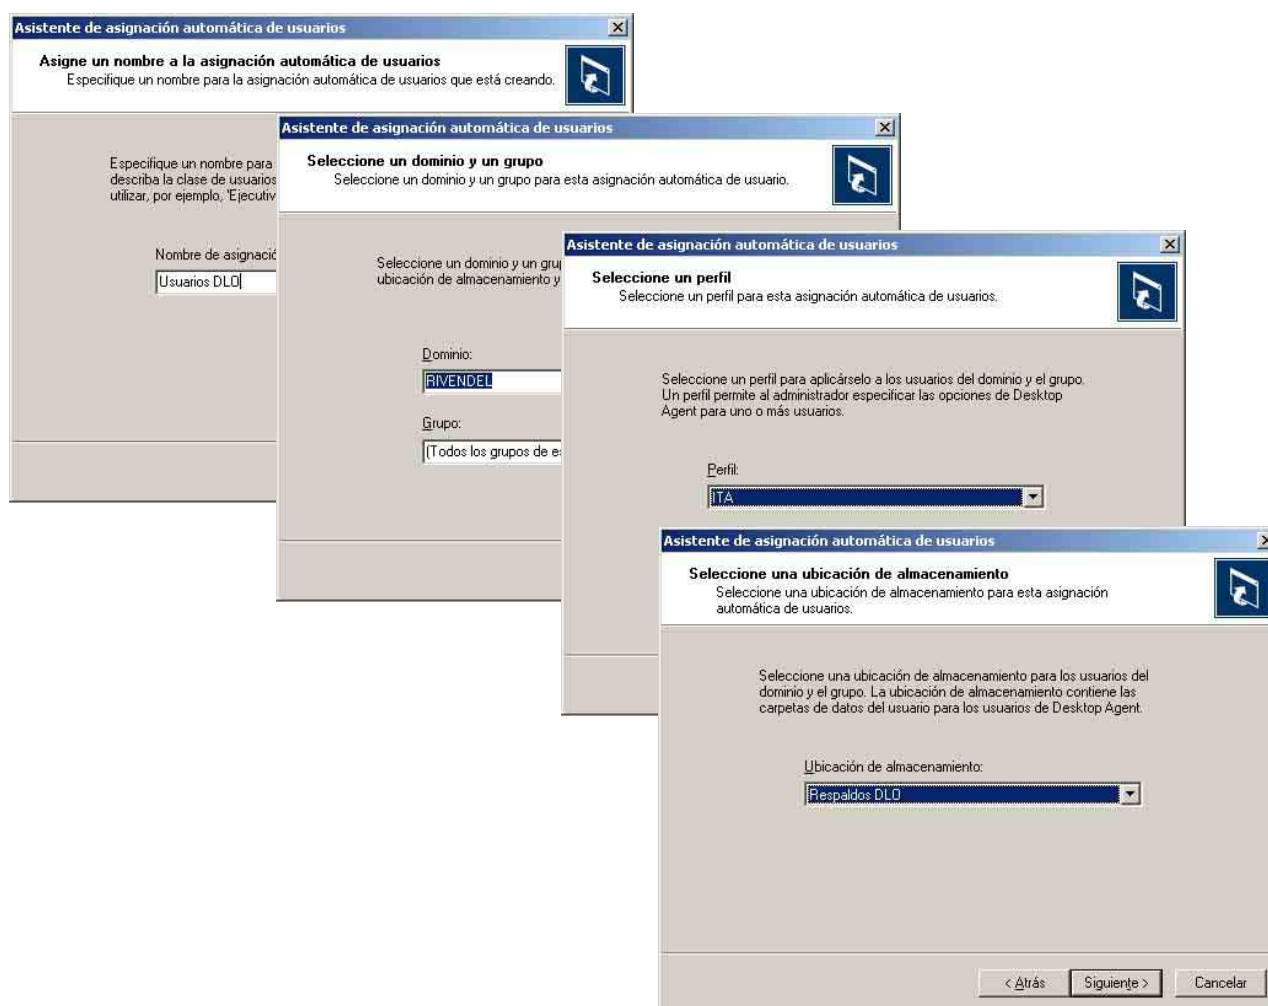 Asistente de asignación automática de usuarios
Asigne un nombre a la asignación automática de usuarios
Especifique un nombre para la asignación automática de usuarios que está creando.
Especifique un nombre para
describa la clase de usuarios
utilizar, por ejemplo, 'Ejecutiv
Nombre de asignació
Usuarios DLO
Asistente de asignación automática de usuarios
Seleccione un dominio y un grupo
Seleccione un dominio y un grupo para esta asignación automática de usuario.
Seleccione un dominio y un gru
ubicación de almacenamiento y
Dominio:
RIVENDEL
Grupo:
(Todos los grupos de e
Asistente de asignación automática de usuarios
Seleccione un perfil
Seleccione un perfil para esta asignación automática de usuarios.
Seleccione un perfil para aplicárselo a los usuarios del dominio y el grupo.
Un perfil permite al administrador especificar las opciones de Desktop
Agent para uno o más usuarios.
Perfil:
ITA
Asistente de asignación automática de usuarios
Seleccione una ubicación de almacenamiento
Seleccione una ubicación de almacenamiento para esta asignación
automática de usuarios.
Seleccione una ubicación de almacenamiento para los usuarios del
dominio y el grupo. La ubicación de almacenamiento contiene las
carpetas de datos del usuario para los usuarios de Desktop Agent.
Ubicación de almacenamiento:
Respaldos DLO
< Atrás Siguiente > Cancelar